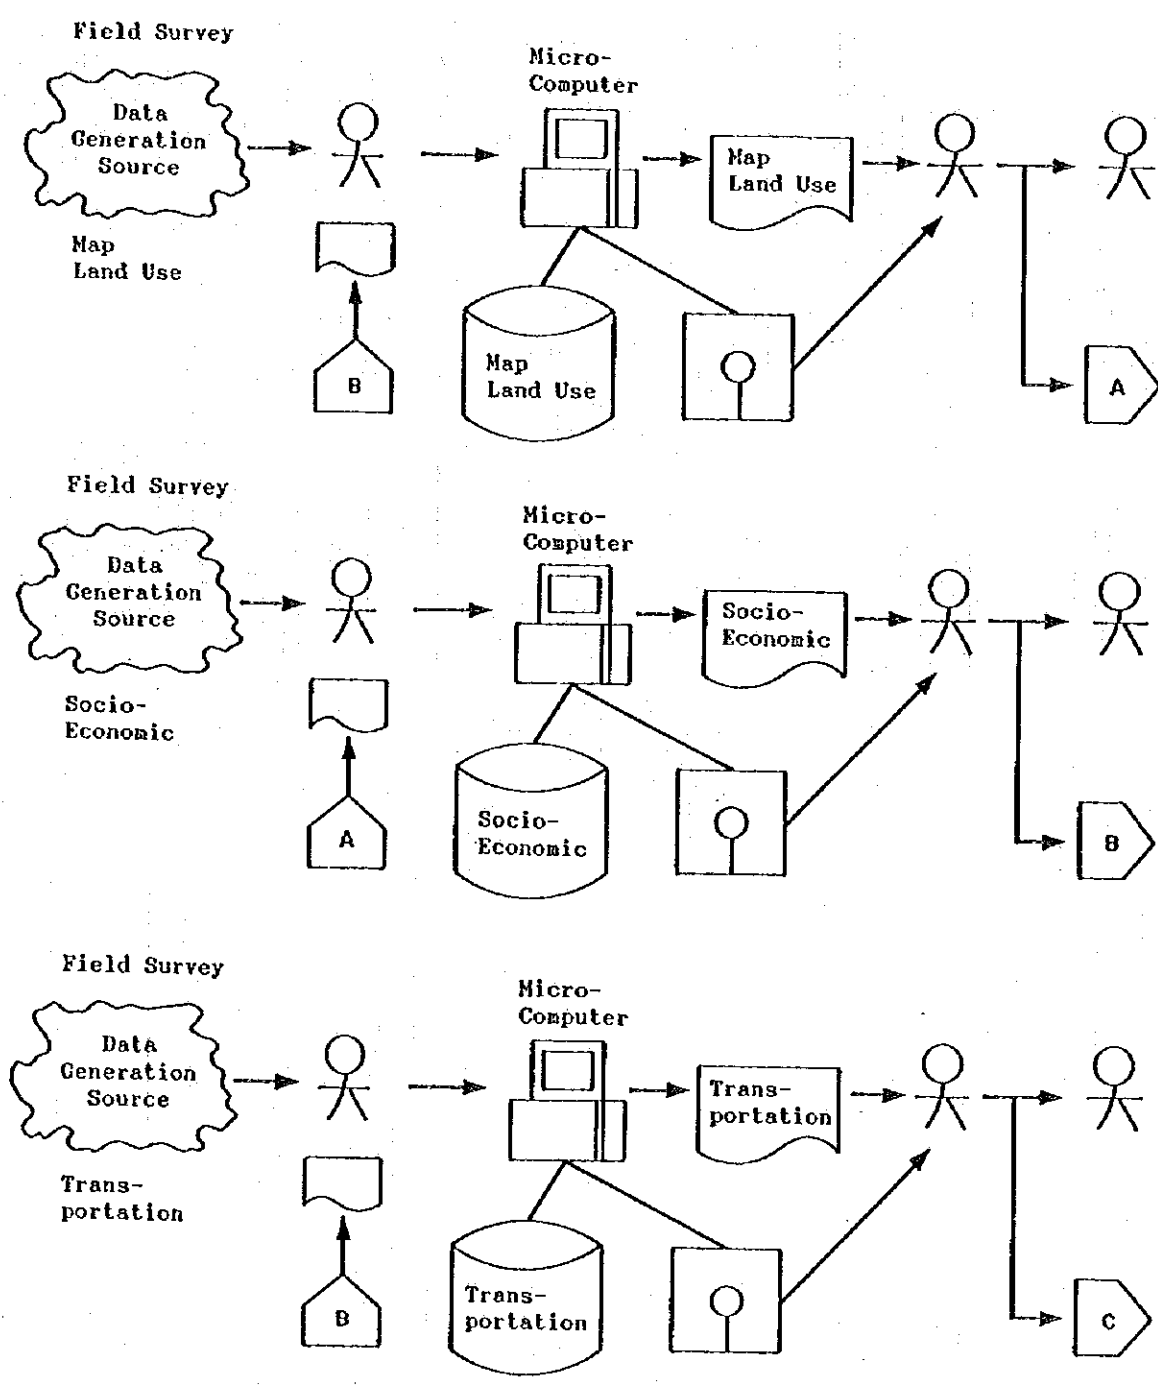 Field Survey
Micro-
Computer
Data
Generation
Source
Map
Land Use
Map
Land Use
B
Map
Land Use
A
Field Survey
Micro-
Computer
Data
Generation
Source
Socio-
Economic
Socio-
Economic
A
Socio-
Economic
B
Field Survey
Micro-
Computer
Data
Generation
Source
Trans-
portation
Trans-
portation
B
Trans-
portation
C